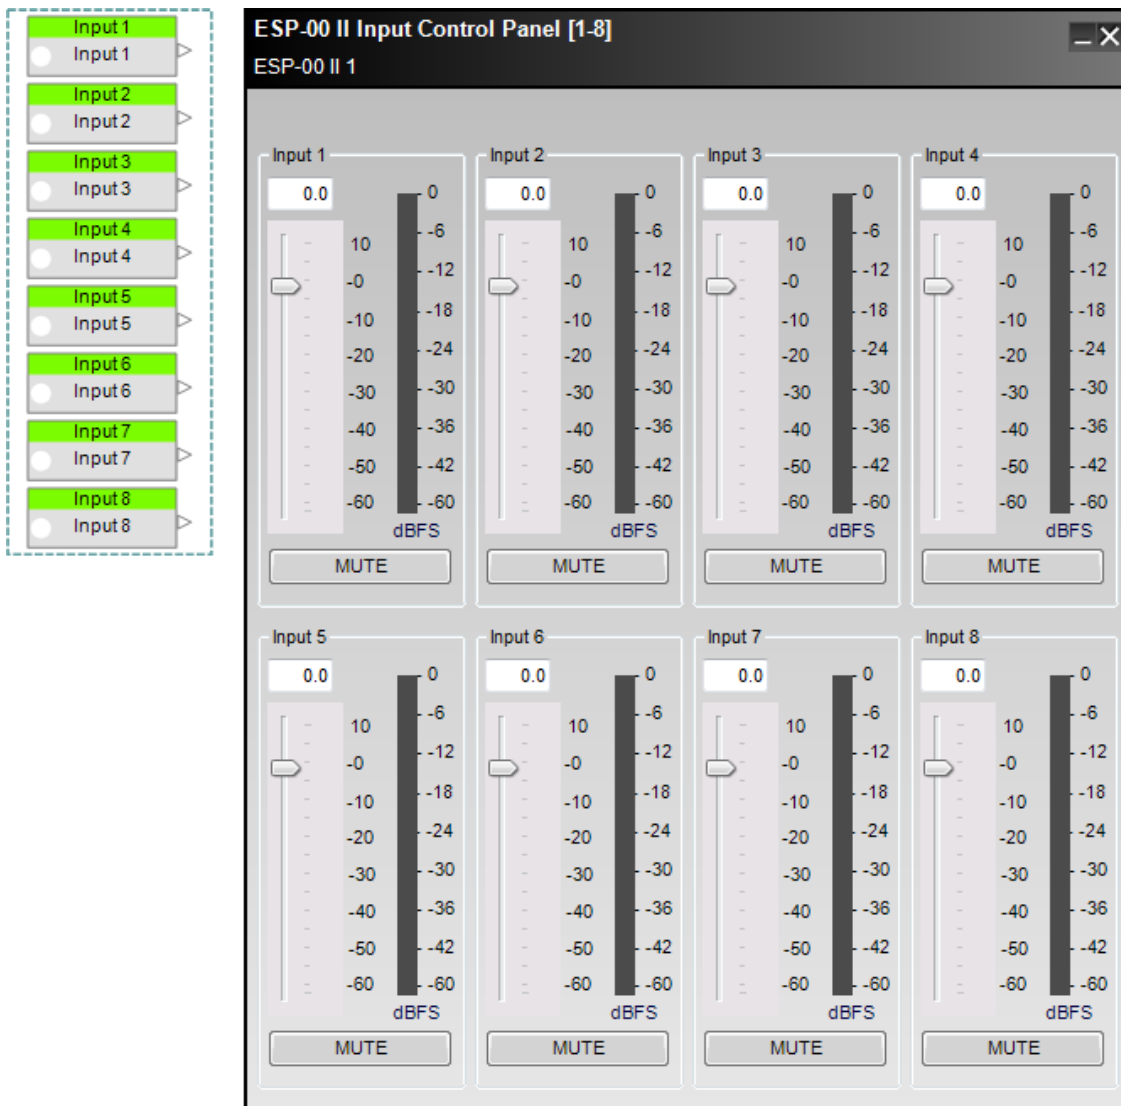 Input 1
Input 1
Input 2
Input 2
Input 3
Input 3
Input 4
Input 4
Input 5
Input 5
Input 6
Input 6
Input 7
Input 7
Input 8
Input 8
ESP-00 II Input Control Panel [1-8]
ESP-00 II 1
Input 1 Input 2 Input 3 Input 4
0.0 0 0.0 0 0.0 0 0.0 0
-6 -6 -6 -6
10 10 10 10
-12 -12 -12 -12
-0 -0 -0 -0
-18 -18 -18 -18
-10 -10 -10 -10
-24 -24 -24 -24
-20 -20 -20 -20
-30 -30 -30 -30 -30 -30 -30 -30
-40 -36 -40 -36 -40 -36 -40 -36
-50 -42 -50 -42 -50 -42 -50 -42
-60 -60 -60 -60 -60 -60 -60 -60
dBFS dBFS dBFS dBFS
MUTE MUTE MUTE MUTE
Input 5 Input 6 Input 7 Input 8
0.0 0 0.0 0 0.0 0 0.0 0
-6 -6 -6 -6
10 10 10 10
-12 -12 -12 -12
-0 -0 -0 -0
-18 -18 -18 -18
-10 -10 -10 -10
-24 -24 -24 -24
-20 -20 -20 -20
-30 -30 -30 -30 -30 -30 -30 -30
-40 -36 -40 -36 -40 -36 -40 -36
-50 -42 -50 -42 -50 -42 -50 -42
-60 -60 -60 -60 -60 -60 -60 -60
dBFS dBFS dBFS dBFS
MUTE MUTE MUTE MUTE